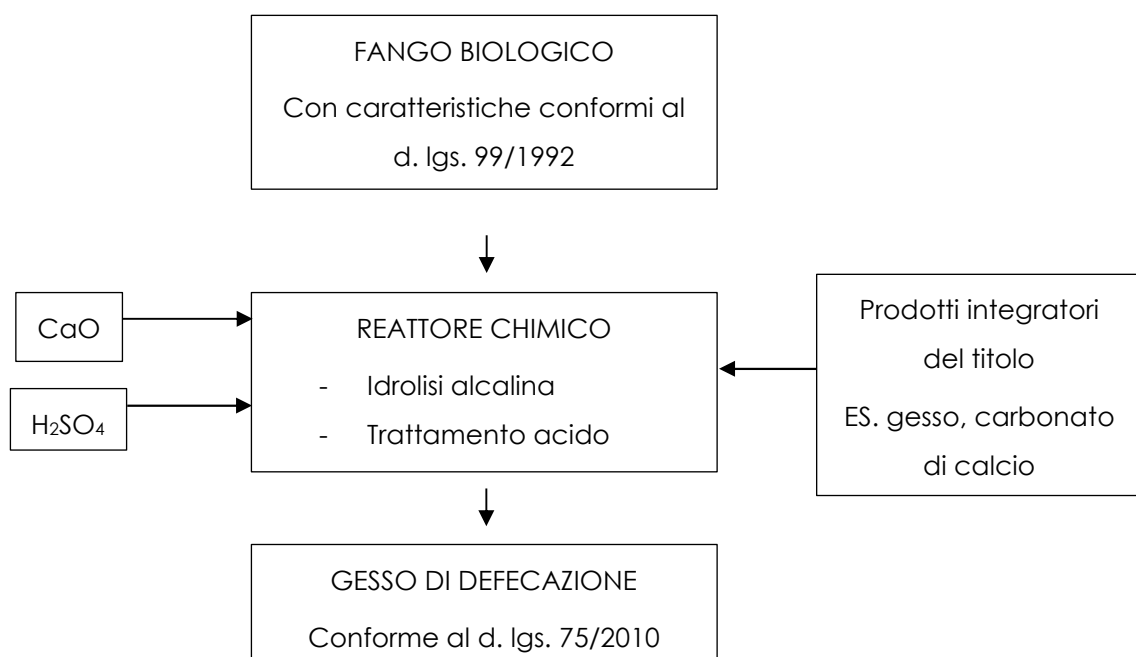 FANGO BIOLOGICO
Con caratteristiche conformi al
d. lgs. 99/1992
CaO
H₂SO₄
REATTORE CHIMICO
- Idrolisi alcalina
- Trattamento acido
Prodotti integratori
del titolo
ES. gesso, carbonato
di calcio
GESSO DI DEFECAZIONE
Conforme al d. lgs. 75/2010